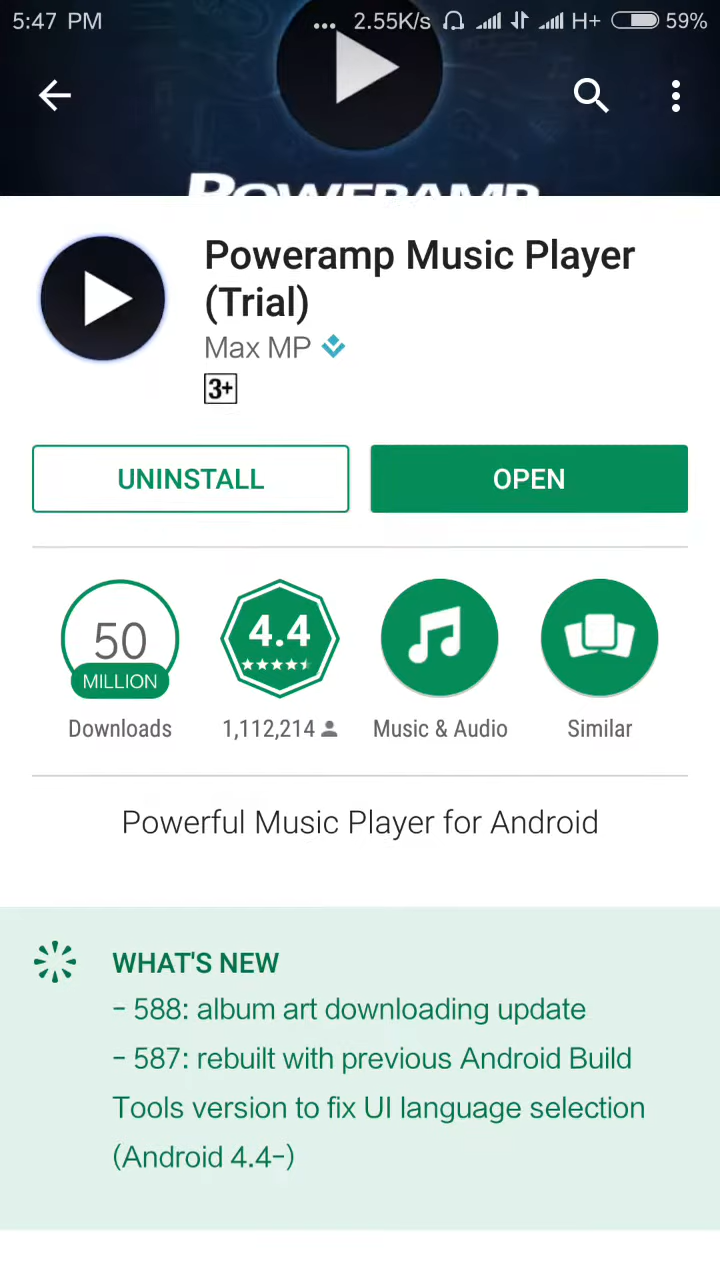 5:47 PM ... 2.55K/s H+ 59%
POWERAMP
Poweramp Music Player
(Trial)
Max MP
3+
UNINSTALL OPEN
50
MILLION
4.4
Downloads 1,112,214 Music & Audio Similar
Powerful Music Player for Android
WHAT'S NEW
- 588: album art downloading update
- 587: rebuilt with previous Android Build
Tools version to fix UI language selection
(Android 4.4-)